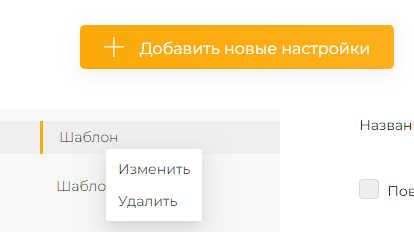 Добавить новые настройки
Шаблон
Изменить
Удалить